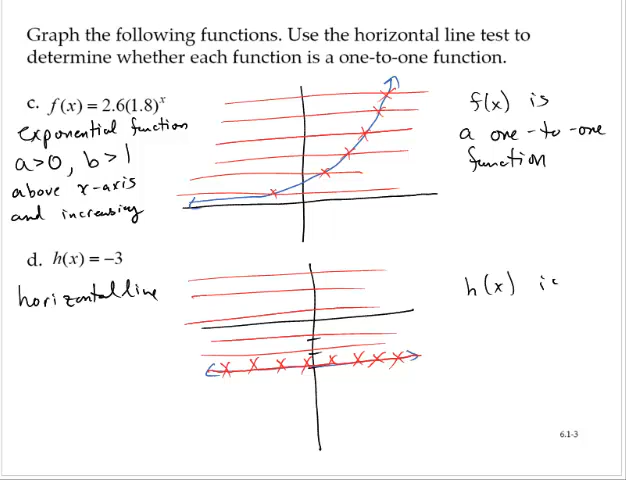 Graph the following functions. Use the horizontal line test to
determine whether each function is a one-to-one function.
c. f(x) = 2.6(1.8)^x
exponential function
a>0, b>1
above x-axis
and increasing
f(x) is
a one-to-one
function
d. h(x) = −3
horizontal line
h(x) is
6.1-3